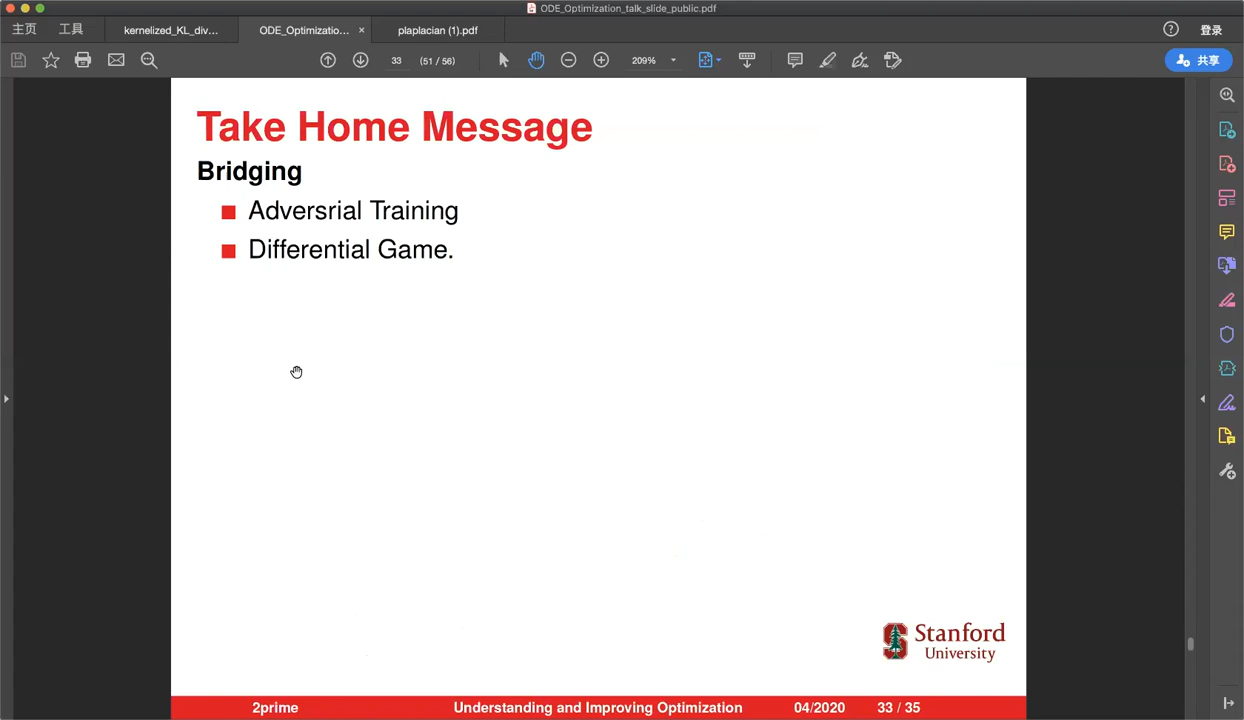 ODE_Optimization_talk_slide_public.pdf
主页 工具 kernelized_KL_div... ODE_Optimizatio... × plaplacian (1).pdf ? 登录
33 (51 / 56) 209% 共享
Take Home Message
Bridging
Adversrial Training
Differential Game.
Stanford
University
2prime Understanding and Improving Optimization 04/2020 33 / 35